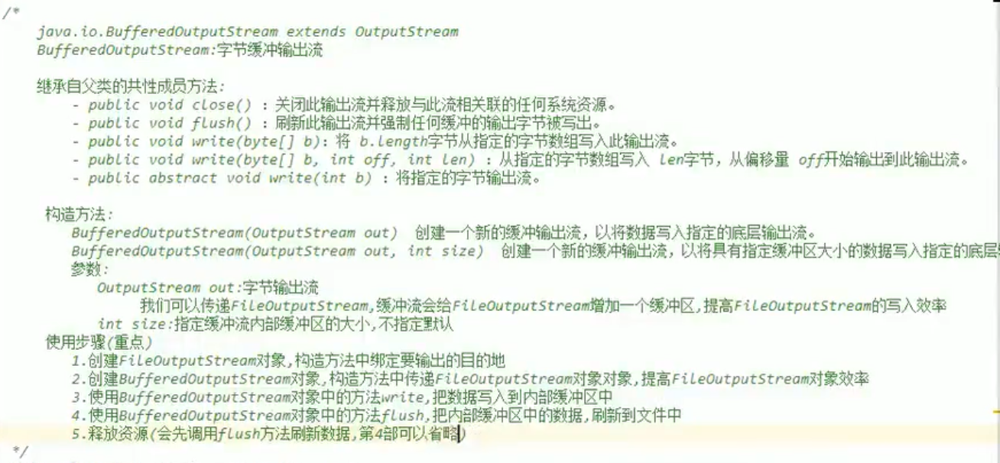 /*
java.io.BufferedOutputStream extends OutputStream
BufferedOutputStream:字节缓冲输出流
继承自父类的共性成员方法:
- public void close() :关闭此输出流并释放与此流相关联的任何系统资源。
- public void flush() :刷新此输出流并强制任何缓冲的输出字节被写出。
- public void write(byte[] b):将 b.length字节从指定的字节数组写入此输出流。
- public void write(byte[] b, int off, int len) :从指定的字节数组写入 len字节，从偏移量 off开始输出到此输出流。
- public abstract void write(int b) :将指定的字节输出流。
构造方法:
BufferedOutputStream(OutputStream out) 创建一个新的缓冲输出流，以将数据写入指定的底层输出流。
BufferedOutputStream(OutputStream out, int size) 创建一个新的缓冲输出流，以将具有指定缓冲区大小的数据写入指定的底层
参数:
OutputStream out:字节输出流
我们可以传递FileOutputStream,缓冲流会给FileOutputStream增加一个缓冲区,提高FileOutputStream的写入效率
int size:指定缓冲流内部缓冲区的大小,不指定默认
使用步骤(重点)
1.创建FileOutputStream对象,构造方法中绑定要输出的目的地
2.创建BufferedOutputStream对象,构造方法中传递FileOutputStream对象对象,提高FileOutputStream对象效率
3.使用BufferedOutputStream对象中的方法write,把数据写入到内部缓冲区中
4.使用BufferedOutputStream对象中的方法flush,把内部缓冲区中的数据,刷新到文件中
5.释放资源(会先调用flush方法刷新数据,第4部可以省略)
*/